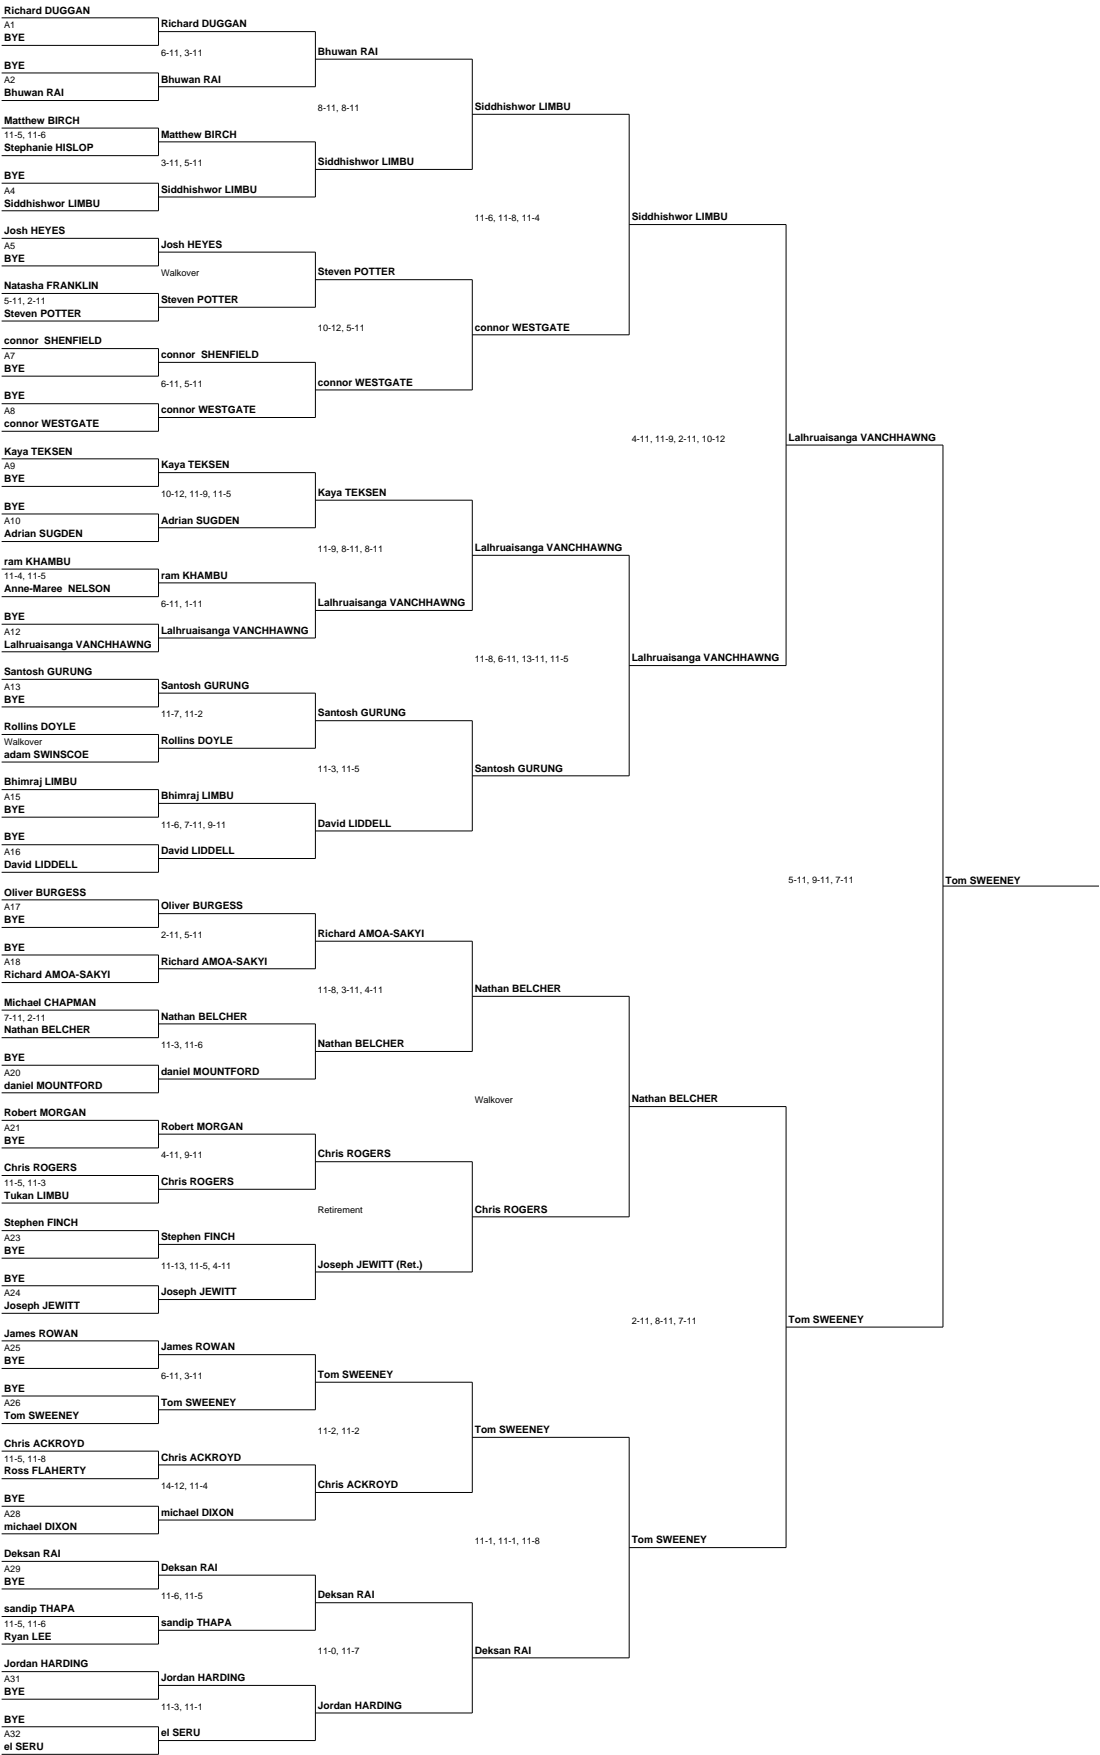 Richard DUGGAN
A1
BYE
Richard DUGGAN
6-11, 3-11
BYE
A2
Bhuwan RAI
Bhuwan RAI
Bhuwan RAI
8-11, 8-11
Matthew BIRCH
11-5, 11-6
Stephanie HISLOP
Matthew BIRCH
3-11, 5-11
BYE
A4
Siddhishwor LIMBU
Siddhishwor LIMBU
Siddhishwor LIMBU
Siddhishwor LIMBU
11-6, 11-8, 11-4
Josh HEYES
A5
BYE
Josh HEYES
Walkover
Natasha FRANKLIN
5-11, 2-11
Steven POTTER
Steven POTTER
Steven POTTER
10-12, 5-11
connor  SHENFIELD
A7
BYE
connor  SHENFIELD
6-11, 5-11
BYE
A8
connor WESTGATE
connor WESTGATE
connor WESTGATE
connor WESTGATE
Siddhishwor LIMBU
4-11, 11-9, 2-11, 10-12
Kaya TEKSEN
A9
BYE
Kaya TEKSEN
10-12, 11-9, 11-5
BYE
A10
Adrian SUGDEN
Adrian SUGDEN
Kaya TEKSEN
11-9, 8-11, 8-11
ram KHAMBU
11-4, 11-5
Anne-Maree  NELSON
ram KHAMBU
6-11, 1-11
BYE
A12
Lalhruaisanga VANCHHAWNG
Lalhruaisanga VANCHHAWNG
Lalhruaisanga VANCHHAWNG
Lalhruaisanga VANCHHAWNG
11-8, 6-11, 13-11, 11-5
Santosh GURUNG
A13
BYE
Santosh GURUNG
11-7, 11-2
Rollins DOYLE
Walkover
adam SWINSCOE
Rollins DOYLE
Santosh GURUNG
11-3, 11-5
Bhimraj LIMBU
A15
BYE
Bhimraj LIMBU
11-6, 7-11, 9-11
BYE
A16
David LIDDELL
David LIDDELL
David LIDDELL
Santosh GURUNG
Lalhruaisanga VANCHHAWNG
Lalhruaisanga VANCHHAWNG
5-11, 9-11, 7-11
Tom SWEENEY
Oliver BURGESS
A17
BYE
Oliver BURGESS
2-11, 5-11
BYE
A18
Richard AMOA-SAKYI
Richard AMOA-SAKYI
Richard AMOA-SAKYI
11-8, 3-11, 4-11
Michael CHAPMAN
7-11, 2-11
Nathan BELCHER
Nathan BELCHER
11-3, 11-6
BYE
A20
daniel MOUNTFORD
daniel MOUNTFORD
Nathan BELCHER
Nathan BELCHER
Walkover
Robert MORGAN
A21
BYE
Robert MORGAN
4-11, 9-11
Chris ROGERS
11-5, 11-3
Tukan LIMBU
Chris ROGERS
Chris ROGERS
Retirement
Stephen FINCH
A23
BYE
Stephen FINCH
11-13, 11-5, 4-11
BYE
A24
Joseph JEWITT
Joseph JEWITT
Joseph JEWITT (Ret.)
Chris ROGERS
Nathan BELCHER
2-11, 8-11, 7-11
Tom SWEENEY
James ROWAN
A25
BYE
James ROWAN
6-11, 3-11
BYE
A26
Tom SWEENEY
Tom SWEENEY
Tom SWEENEY
11-2, 11-2
Chris ACKROYD
11-5, 11-8
Ross FLAHERTY
Chris ACKROYD
14-12, 11-4
BYE
A28
michael DIXON
michael DIXON
Chris ACKROYD
Tom SWEENEY
11-1, 11-1, 11-8
Tom SWEENEY
Deksan RAI
A29
BYE
Deksan RAI
11-6, 11-5
sandip THAPA
11-5, 11-6
Ryan LEE
sandip THAPA
Deksan RAI
11-0, 11-7
Deksan RAI
Jordan HARDING
A31
BYE
Jordan HARDING
11-3, 11-1
BYE
A32
el SERU
el SERU
Jordan HARDING